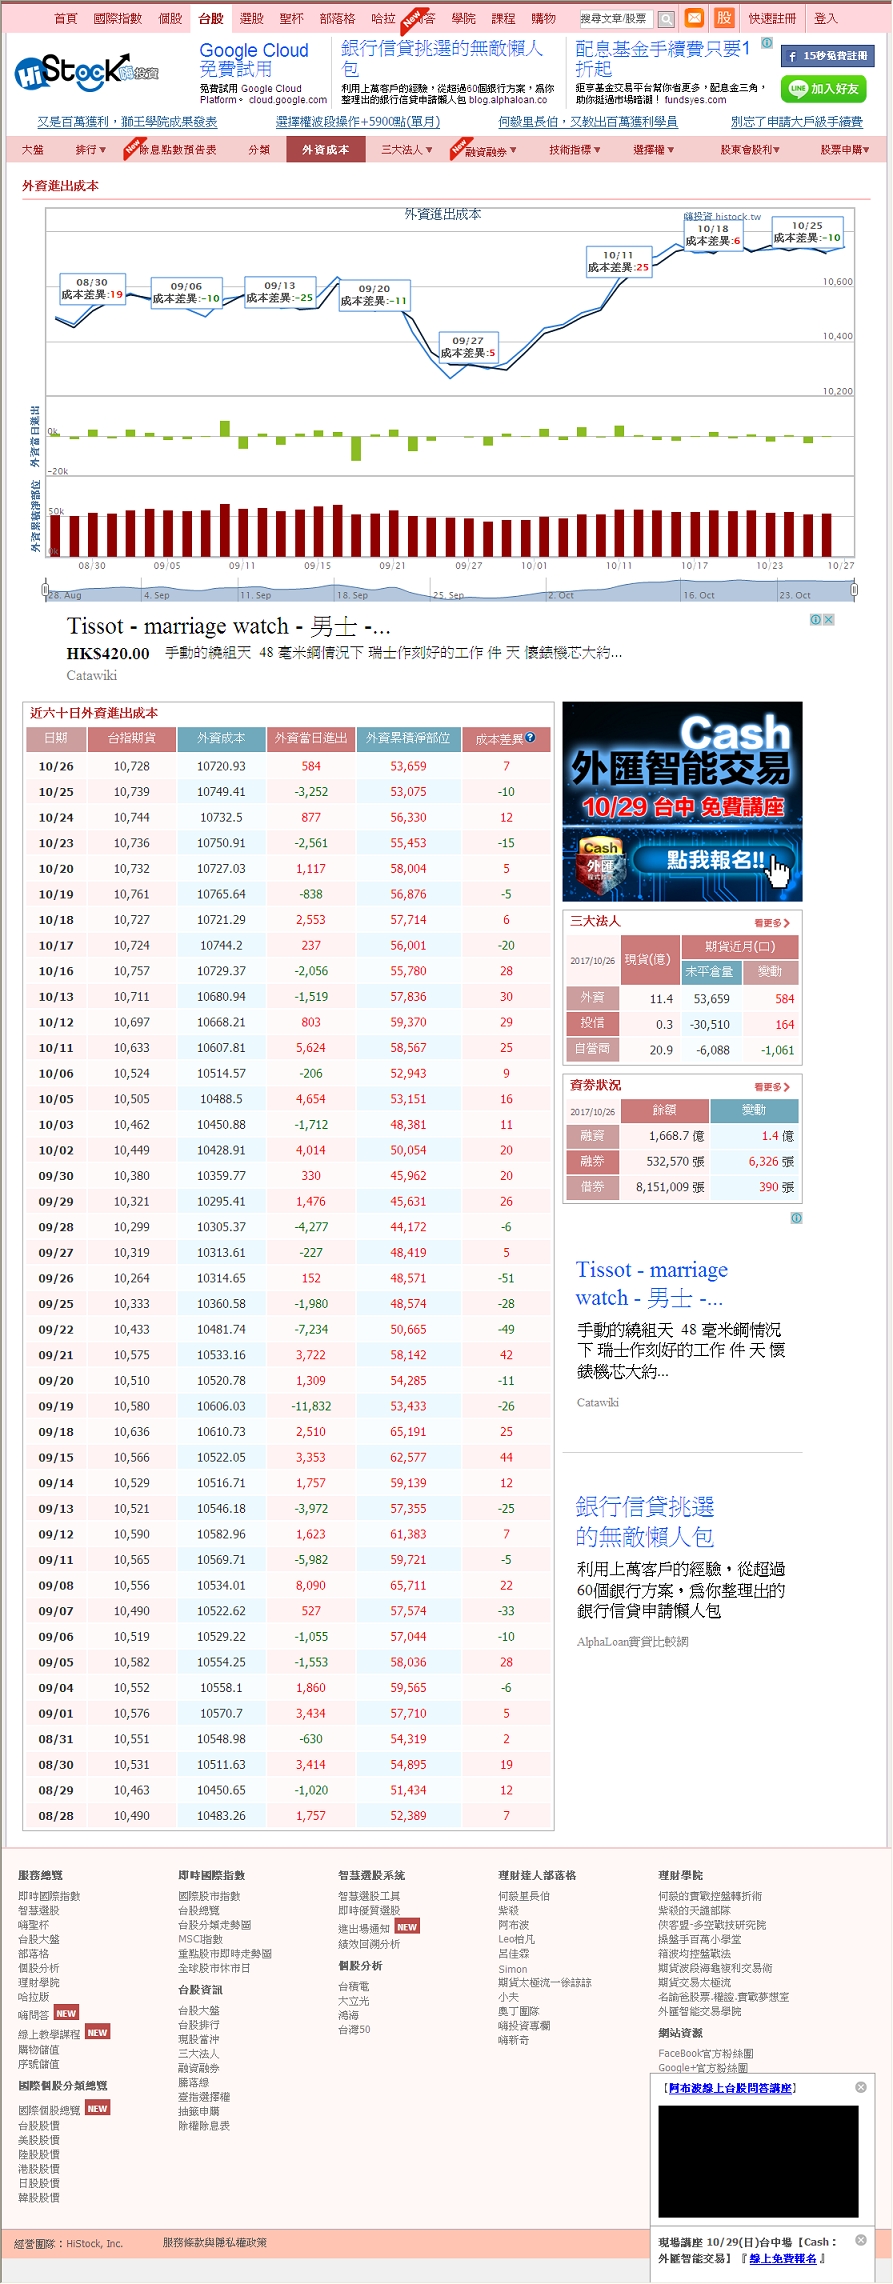 首頁 國際指數 個股 台股 選股 聖杯 部落格 哈拉 學院 課程 購物 搜尋文章/股票 快速註冊 登入
HiStock 嗨投資
Google Cloud 免費試用
免費試用 Google Cloud Platform。 cloud.google.com
銀行信貸挑選的無敵懶人包
利用上萬客戶的經驗，從超過60個銀行方案，為你整理出的銀行信貸申請懶人包 blog.alphaloan.co
配息基金手續費只要1折起
鉅亨基金交易平台幫你省更多，配息金三角，助你挺過市場暗潮！ fundsyes.com
15秒免費註冊
LINE 加入好友
又是百萬獲利，獅王學院成果發表 選擇權波段操作+5900點(單月) 何毅里長伯，又教出百萬獲利學員 別忘了申請大戶級手續費
大盤 排行▼ New 除息點數預告表 分類 外資成本 三大法人▼ New 融資融券▼ 技術指標▼ 選擇權▼ 股東會股利▼ 股票申購▼
外資進出成本
外資進出成本
嗨投資 histock.tw
08/30 成本差異:19
09/06 成本差異:-10
09/13 成本差異:-25
09/20 成本差異:-11
09/27 成本差異:5
10/11 成本差異:25
10/18 成本差異:6
10/25 成本差異:-10
10,600
10,400
10,200
外資當日進出
0k
-20k
外資累積淨部位
50k
0k
08/30 09/05 09/11 09/15 09/21 09/27 10/01 10/11 10/17 10/23 10/27
28. Aug 4. Sep 11. Sep 18. Sep 25. Sep 2. Oct 16. Oct 23. Oct
Tissot - marriage watch - 男士 -...
HK$420.00 手動的繞組天 48 毫米鋼情況下 瑞士作刻好的工作 件 天 懷錶機芯大約...
Catawiki
近六十日外資進出成本
日期 台指期貨 外資成本 外資當日進出 外資累積淨部位 成本差異
10/26 10,728 10720.93 584 53,659 7
10/25 10,739 10749.41 -3,252 53,075 -10
10/24 10,744 10732.5 877 56,330 12
10/23 10,736 10750.91 -2,561 55,453 -15
10/20 10,732 10727.03 1,117 58,004 5
10/19 10,761 10765.64 -838 56,876 -5
10/18 10,727 10721.29 2,553 57,714 6
10/17 10,724 10744.2 237 56,001 -20
10/16 10,757 10729.37 -2,056 55,780 28
10/13 10,711 10680.94 -1,519 57,836 30
10/12 10,697 10668.21 803 59,370 29
10/11 10,633 10607.81 5,624 58,567 25
10/06 10,524 10514.57 -206 52,943 9
10/05 10,505 10488.5 4,654 53,151 16
10/03 10,462 10450.88 -1,712 48,381 11
10/02 10,449 10428.91 4,014 50,054 20
09/30 10,380 10359.77 330 45,962 20
09/29 10,321 10295.41 1,476 45,631 26
09/28 10,299 10305.37 -4,277 44,172 -6
09/27 10,319 10313.61 -227 48,419 5
09/26 10,264 10314.65 152 48,571 -51
09/25 10,333 10360.58 -1,980 48,574 -28
09/22 10,433 10481.74 -7,234 50,665 -49
09/21 10,575 10533.16 3,722 58,142 42
09/20 10,510 10520.78 1,309 54,285 -11
09/19 10,580 10606.03 -11,832 53,433 -26
09/18 10,636 10610.73 2,510 65,191 25
09/15 10,566 10522.05 3,353 62,577 44
09/14 10,529 10516.71 1,757 59,139 12
09/13 10,521 10546.18 -3,972 57,355 -25
09/12 10,590 10582.96 1,623 61,383 7
09/11 10,565 10569.71 -5,982 59,721 -5
09/08 10,556 10534.01 8,090 65,711 22
09/07 10,490 10522.62 527 57,574 -33
09/06 10,519 10529.22 -1,055 57,044 -10
09/05 10,582 10554.25 -1,553 58,036 28
09/04 10,552 10558.1 1,860 59,565 -6
09/01 10,576 10570.7 3,434 57,710 5
08/31 10,551 10548.98 -630 54,319 2
08/30 10,531 10511.63 3,414 54,895 19
08/29 10,463 10450.65 -1,020 51,434 12
08/28 10,490 10483.26 1,757 52,389 7
Cash
外匯智能交易
10/29 台中 免費講座
Cash 外匯
點我報名!!
三大法人 看更多
2017/10/26 現貨(億) 期貨近月(口)
未平倉量 變動
外資 11.4 53,659 584
投信 0.3 -30,510 164
自營商 20.9 -6,088 -1,061
資券狀況 看更多
2017/10/26 餘額 變動
融資 1,668.7 億 1.4 億
融券 532,570 張 6,326 張
借券 8,151,009 張 390 張
Tissot - marriage
watch - 男士 -...
手動的繞組天 48 毫米鋼情況
下 瑞士作刻好的工作 件 天 懷
錶機芯大約...
Catawiki
銀行信貸挑選
的無敵懶人包
利用上萬客戶的經驗，從超過
60個銀行方案，為你整理出的
銀行信貸申請懶人包
AlphaLoan實貸比較網
服務總覽
即時國際指數
智慧選股
嗨聖杯
台股大盤
部落格
個股分析
理財學院
哈拉版
嗨問答 NEW
線上教學課程 NEW
購物儲值
序號儲值
國際個股分類總覽
國際個股總覽 NEW
台股股價
美股股價
陸股股價
港股股價
日股股價
韓股股價
即時國際指數
國際股市指數
台股總覽
台股分類走勢圖
MSCI指數
重點股市即時走勢圖
全球股市休市日
台股資訊
台股大盤
台股排行
現股當沖
三大法人
融資融券
騰落線
臺指選擇權
抽籤申購
除權除息表
智慧選股系統
智慧選股工具
即時優質選股
進出場通知 NEW
績效回溯分析
個股分析
台積電
大立光
鴻海
台灣50
理財達人部落格
何毅里長伯
紫殺
阿布波
Leo榆凡
呂佳霖
Simon
期貨太極流—徐諒諒
小夫
奧丁團隊
嗨投資專欄
嗨新奇
理財學院
何毅的實戰控盤轉折術
紫殺的天譴部隊
俠客盟-多空戰技研究院
操盤手百萬小學堂
箱波均控盤戰法
期貨波段海龜複利交易術
期貨交易太極流
名諭爸股票.權證.實戰夢想室
外匯智能交易學院
網站資源
FaceBook官方粉絲團
Google+官方粉絲團
【阿布波線上台股問答講座】
現場講座 10/29(日)台中場【Cash：外匯智能交易】『 線上免費報名 』
經營團隊：HiStock, Inc. 服務條款與隱私權政策